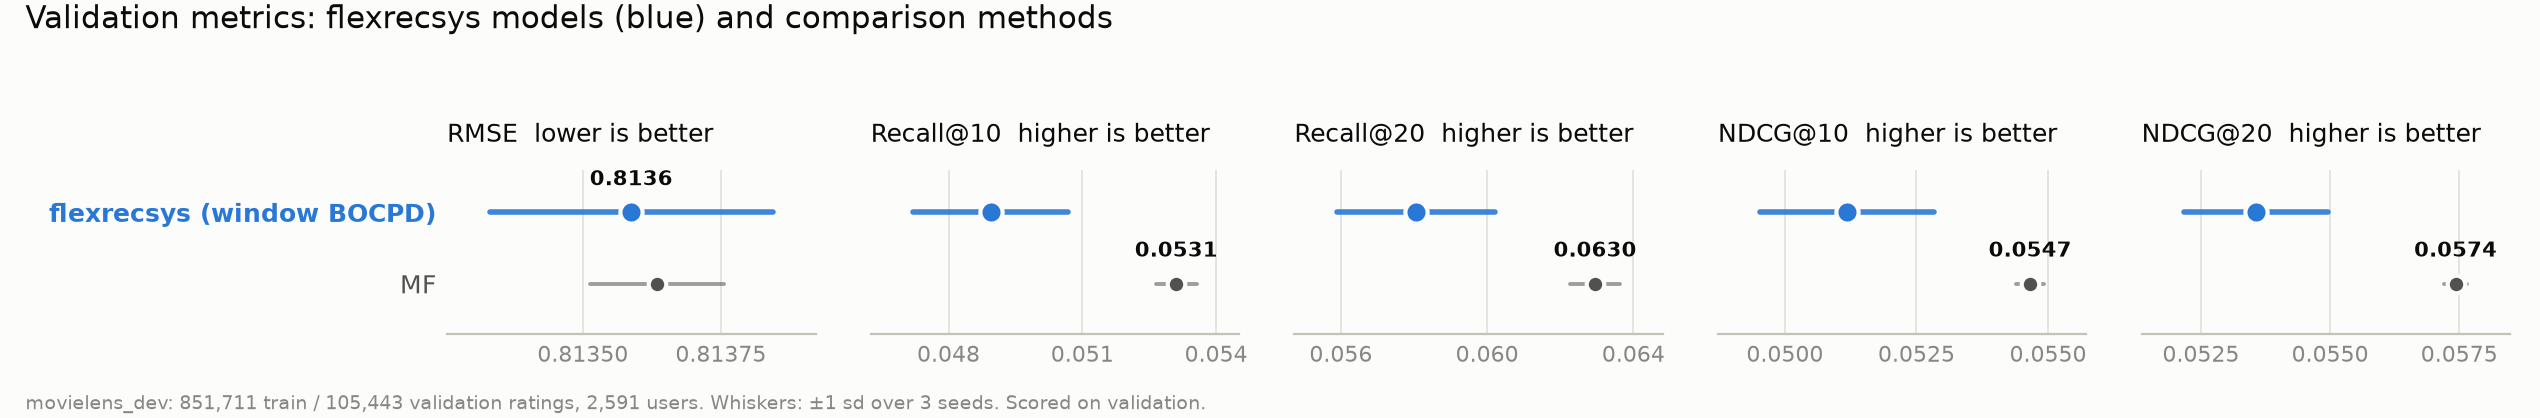 Validation metrics: flexrecsys models (blue) and comparison methods
RMSE lower is better
Recall@10 higher is better
Recall@20 higher is better
NDCG@10 higher is better
NDCG@20 higher is better
0.8136
flexrecsys (window BOCPD)
0.0531
0.0630
0.0547
0.0574
MF
0.81350 0.81375
0.048 0.051 0.054
0.056 0.060 0.064
0.0500 0.0525 0.0550
0.0525 0.0550 0.0575
movielens_dev: 851,711 train / 105,443 validation ratings, 2,591 users. Whiskers: ±1 sd over 3 seeds. Scored on validation.